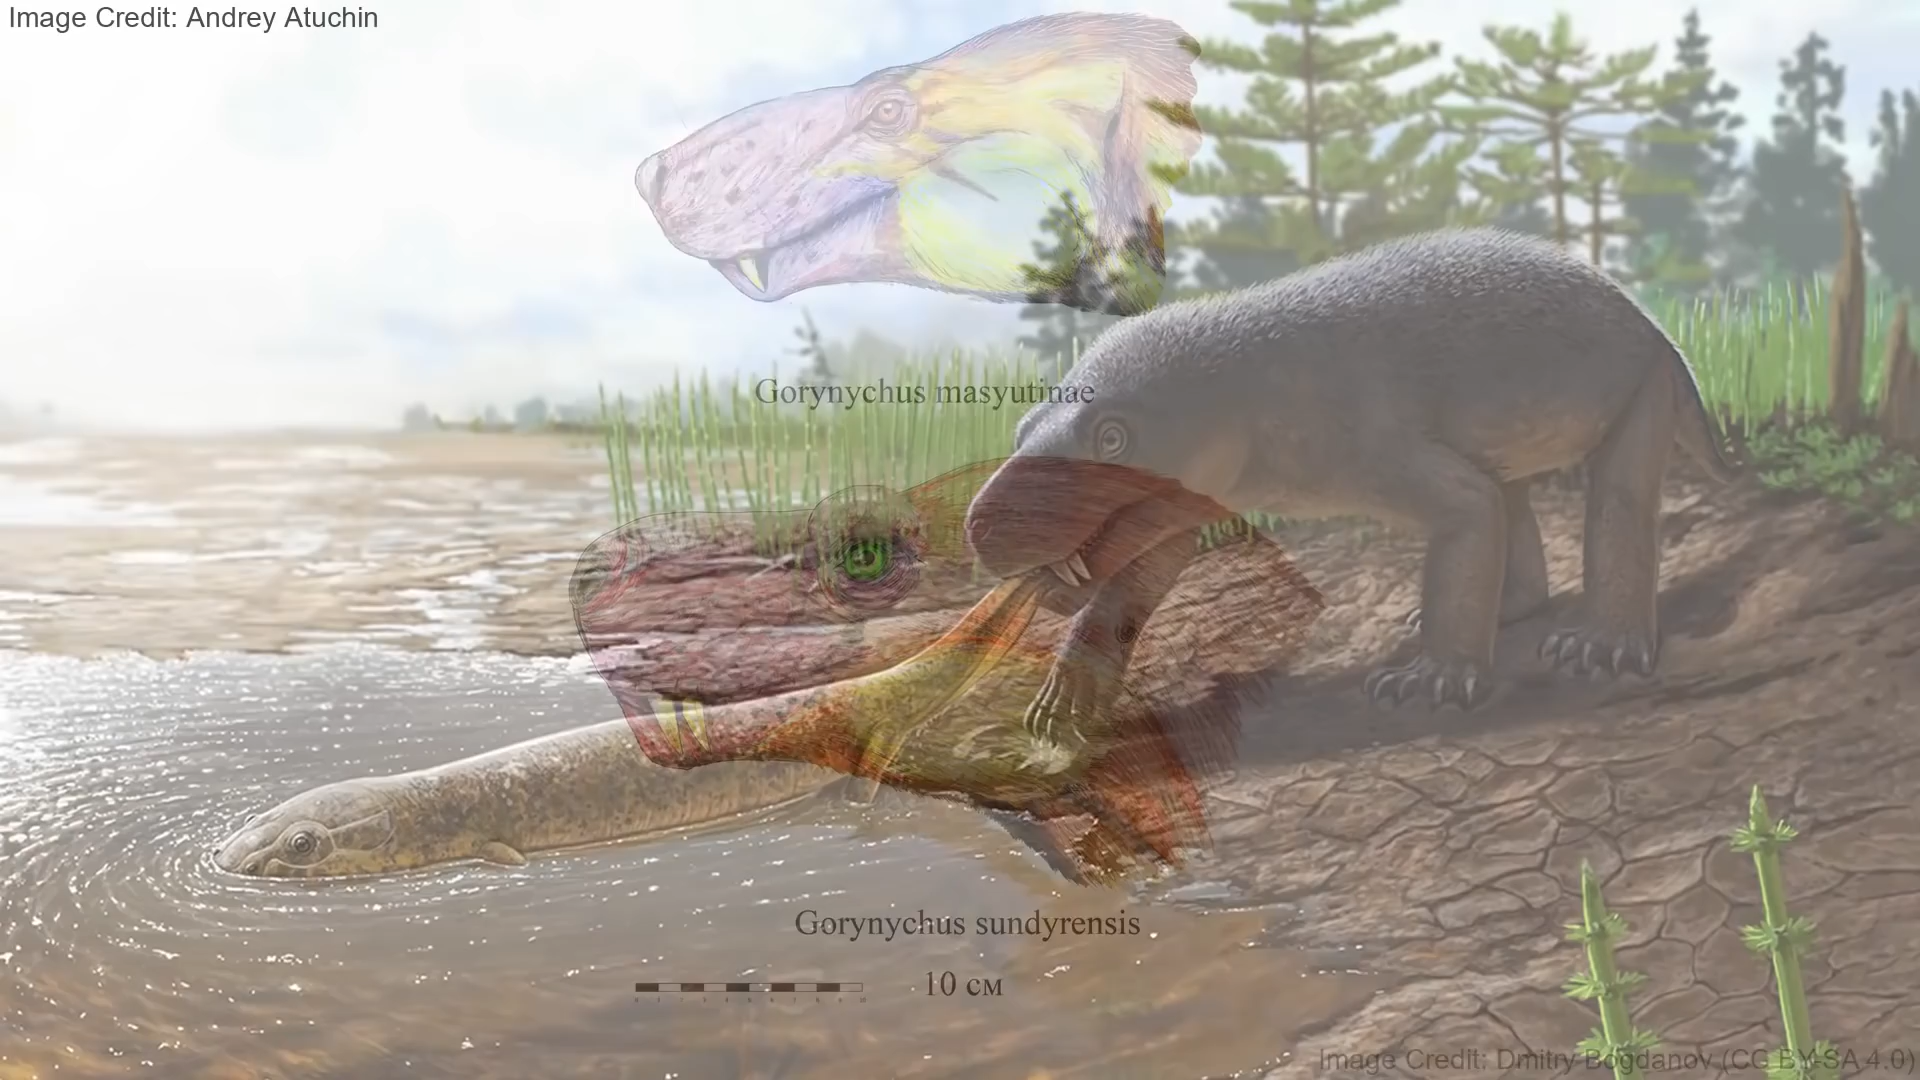 Image Credit: Andrey Atuchin
Gorynychus masyutinae
Gorynychus sundyrensis
10 см
Image Credit: Dmitry Bogdanov (CC BY-SA 4.0)